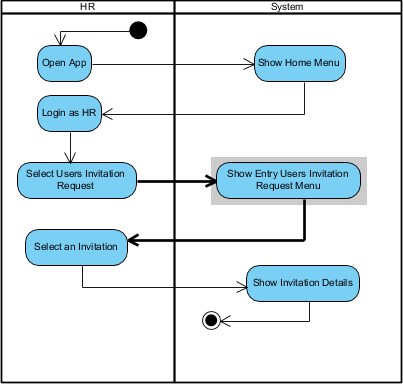 HR
System
Open App
Show Home Menu
Login as HR
Select Users Invitation
Request
Show Entry Users Invitation
Request Menu
Select an Invitation
Show Invitation Details